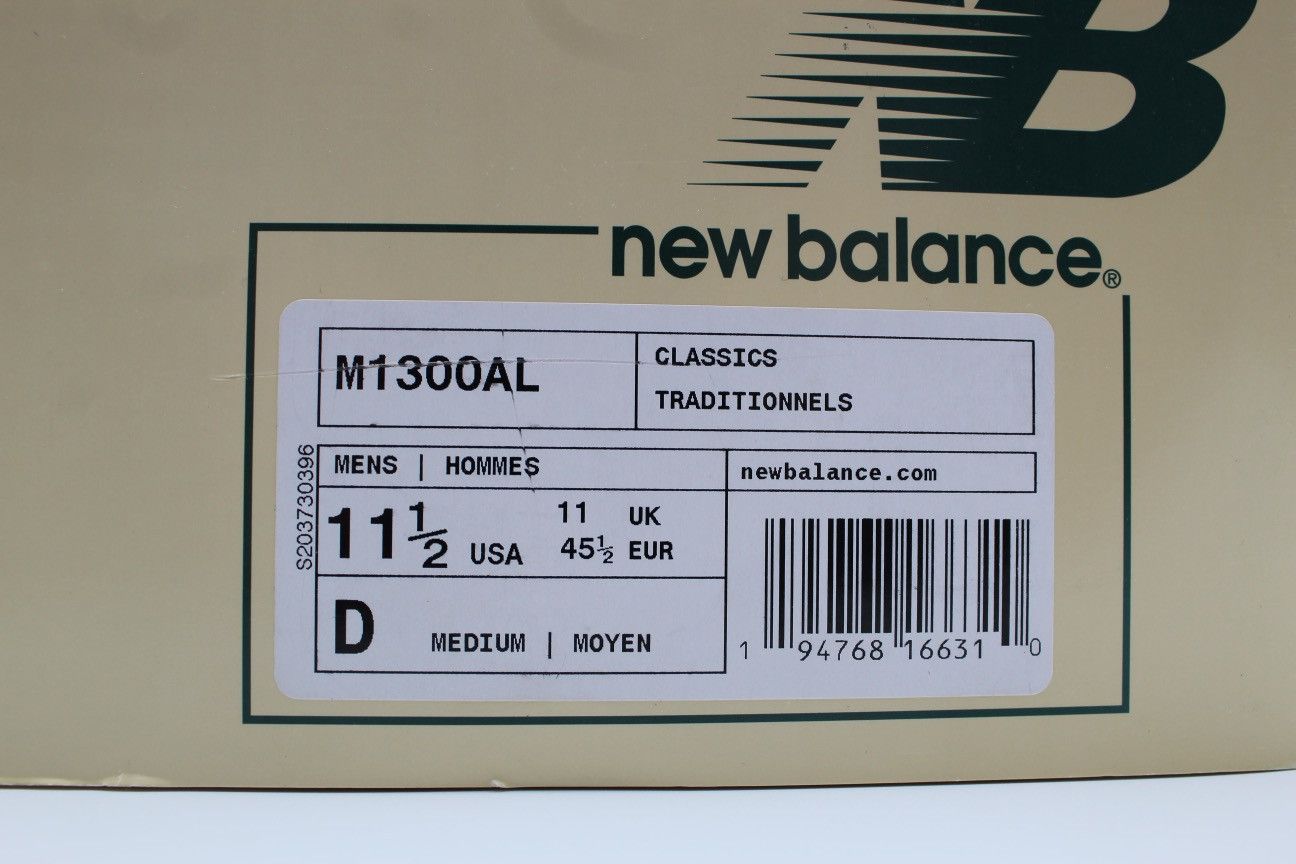 NB
new balance®
M1300AL
CLASSICS
TRADITIONNELS
S203730396
MENS | HOMMES
newbalance.com
11½ USA
11 UK
45½ EUR
D MEDIUM | MOYEN
1 94768 16631 0